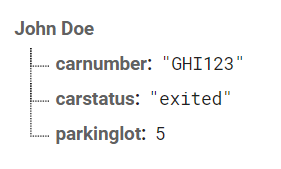 John Doe
carnumber: "GHI123"
carstatus: "exited"
parkinglot: 5